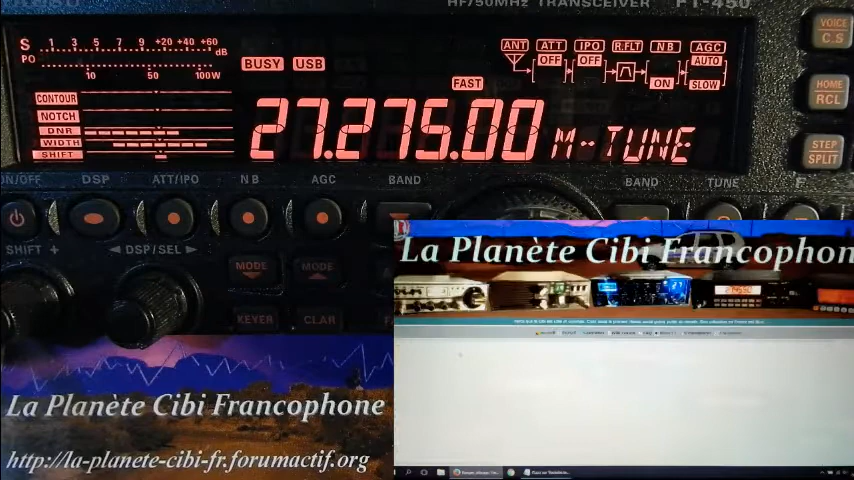 HF/50MHz TRANSCEIVER FT-450
S 1 3 5 7 9 +20 +40 +60 dB
PO 10 50 100W
BUSY USB
ANT ATT IPO R.FLT NB AGC
OFF OFF AUTO
ON SLOW
FAST
CONTOUR
NOTCH
DNR
WIDTH
SHIFT
27.275.00 M-TUNE
VOICE
C.S
HOME
RCL
STEP
SPLIT
ON/OFF DSP ATT/IPO NB AGC BAND BAND TUNE
SHIFT + ◄DSP/SEL►
MODE MODE
KEYER CLAR
La Planète Cibi Francophone
http://la-planete-cibi-fr.forumactif.org
La Planète Cibi Francophon